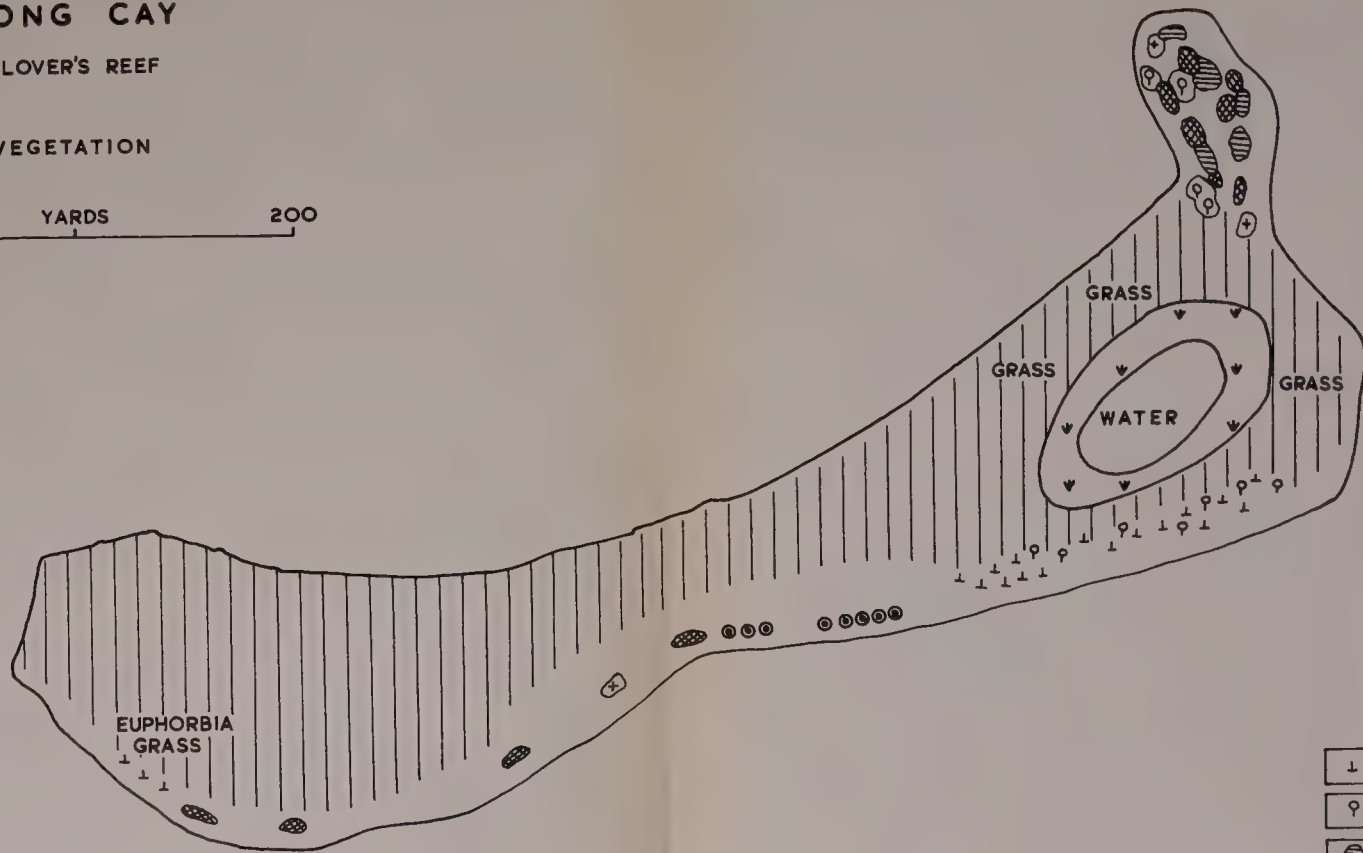 ONG CAY
LOVER'S REEF
VEGETATION
YARDS 200
GRASS
GRASS
GRASS
WATER
EUPHORBIA
GRASS